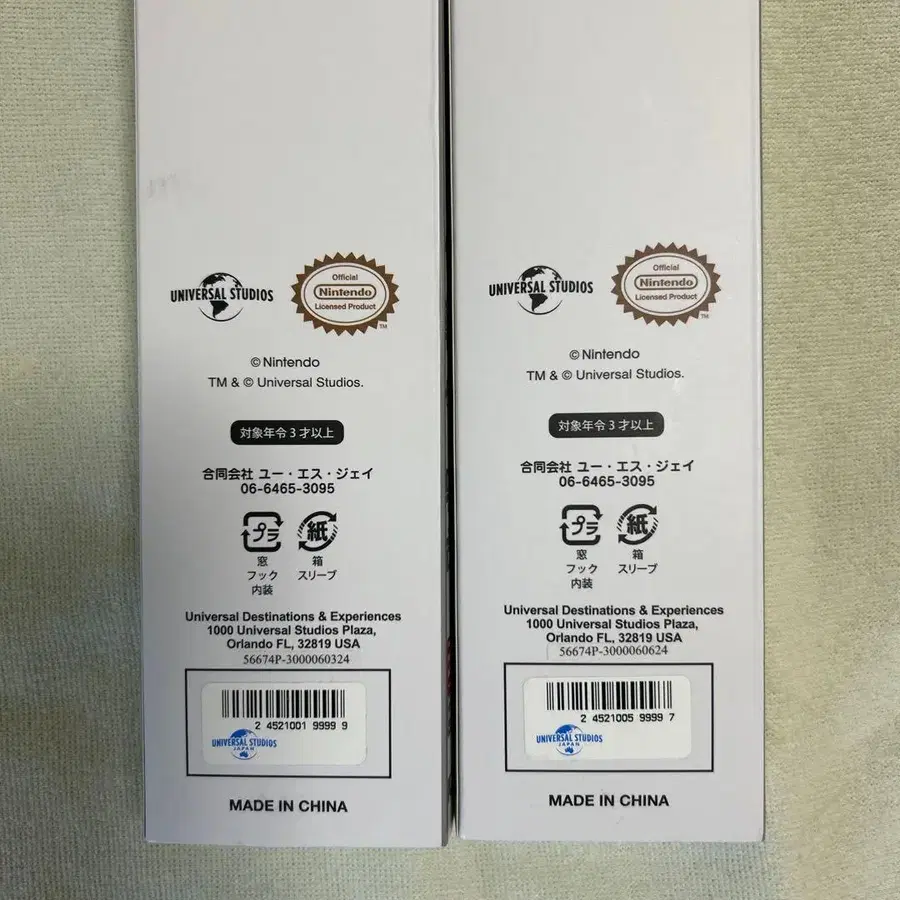 UNIVERSAL STUDIOS
Official
Nintendo
Licensed Product
TM
© Nintendo
TM & © Universal Studios.
対象年令3才以上
合同会社 ユー・エス・ジェイ
06-6465-3095
プラ
紙
窓
フック
内装
箱
スリーブ
Universal Destinations & Experiences
1000 Universal Studios Plaza,
Orlando FL, 32819 USA
56674P-3000060324
2 4521001 9999 9
UNIVERSAL STUDIOS
JAPAN
MADE IN CHINA
UNIVERSAL STUDIOS
Official
Nintendo
Licensed Product
TM
© Nintendo
TM & © Universal Studios.
対象年令3才以上
合同会社 ユー・エス・ジェイ
06-6465-3095
プラ
紙
窓
フック
内装
箱
スリーブ
Universal Destinations & Experiences
1000 Universal Studios Plaza,
Orlando FL, 32819 USA
56674P-3000060624
2 4521005 9999 7
UNIVERSAL STUDIOS
JAPAN
MADE IN CHINA